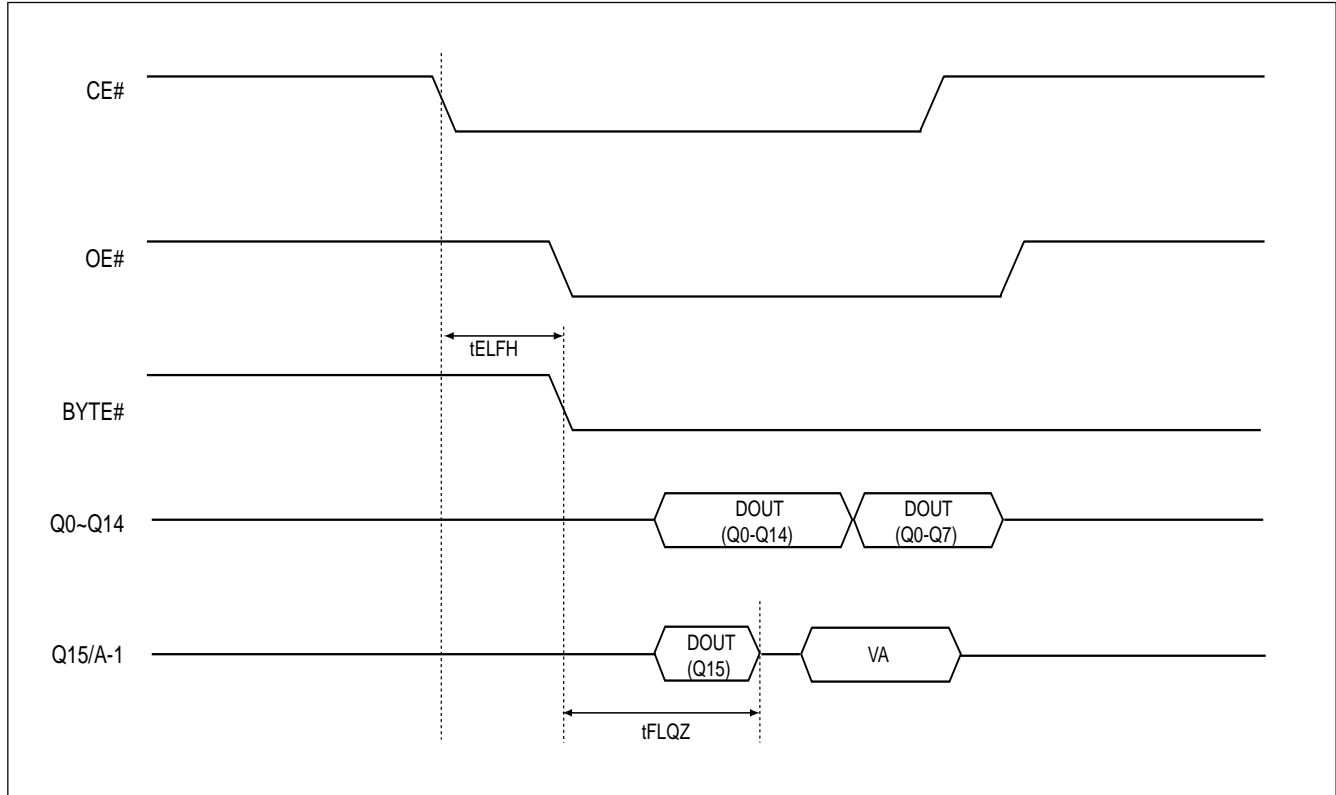 CE#
OE#
tELFH
BYTE#
Q0~Q14
DOUT
(Q0-Q14)
DOUT
(Q0-Q7)
Q15/A-1
DOUT
(Q15)
VA
tFLQZ